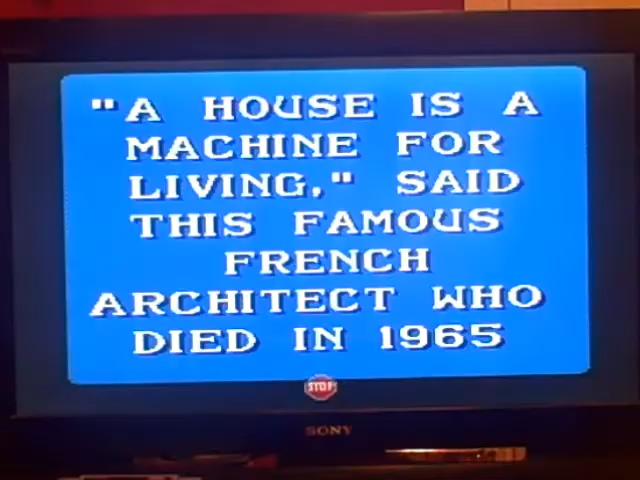 "A HOUSE IS A
MACHINE FOR
LIVING," SAID
THIS FAMOUS
FRENCH
ARCHITECT WHO
DIED IN 1965
STOP
SONY